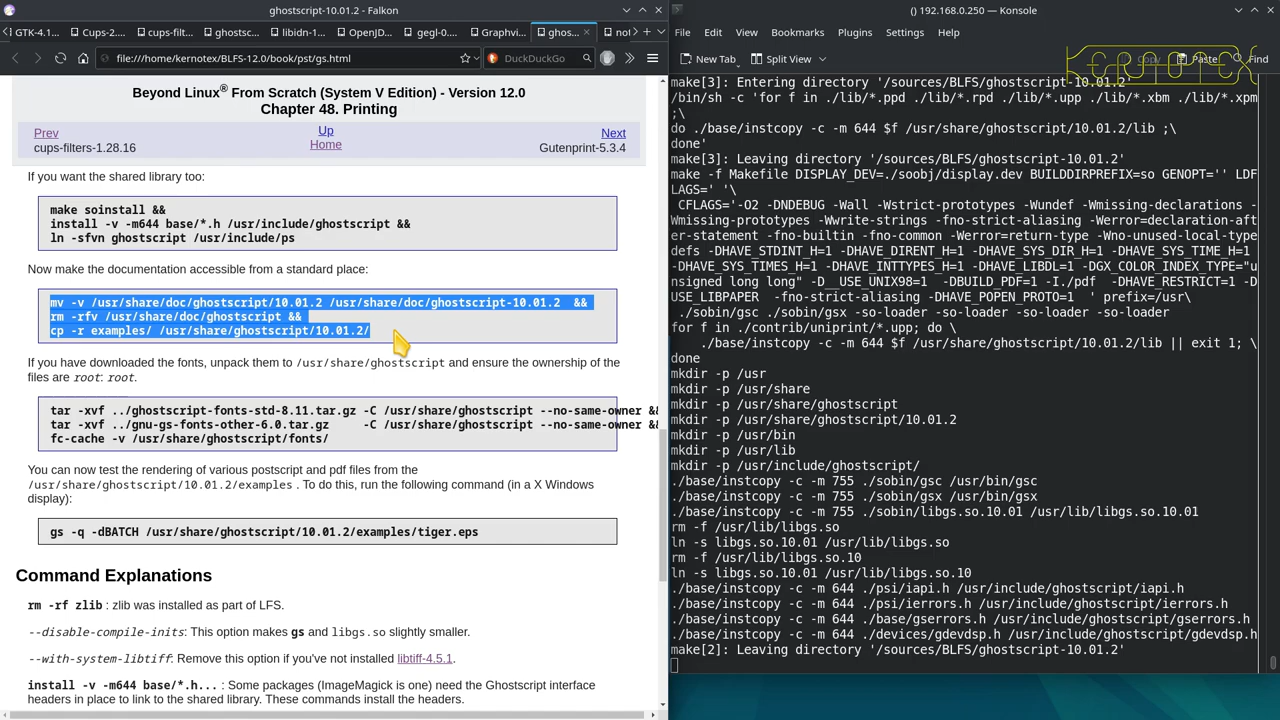 ghostscript-10.01.2 - Falkon
GTK-4.1...
Cups-2....
cups-filt...
ghostsc...
libidn-1...
OpenJD...
gegl-0....
Graphvi...
ghos...
file:///home/kernotex/BLFS-12.0/book/pst/gs.html
DuckDuckGo
Beyond Linux® From Scratch (System V Edition) - Version 12.0
Chapter 48. Printing
Prev
Up
Next
cups-filters-1.28.16
Home
Gutenprint-5.3.4
If you want the shared library too:
make soinstall &&
install -v -m644 base/*.h /usr/include/ghostscript &&
ln -sfvn ghostscript /usr/include/ps
Now make the documentation accessible from a standard place:
mv -v /usr/share/doc/ghostscript/10.01.2 /usr/share/doc/ghostscript-10.01.2  &&
rm -rfv /usr/share/doc/ghostscript &&
cp -r examples/ /usr/share/ghostscript/10.01.2/
If you have downloaded the fonts, unpack them to /usr/share/ghostscript and ensure the ownership of the
files are root: root.
tar -xvf ../ghostscript-fonts-std-8.11.tar.gz -C /usr/share/ghostscript --no-same-owner &&
tar -xvf ../gnu-gs-fonts-other-6.0.tar.gz     -C /usr/share/ghostscript --no-same-owner &&
fc-cache -v /usr/share/ghostscript/fonts/
You can now test the rendering of various postscript and pdf files from the
/usr/share/ghostscript/10.01.2/examples . To do this, run the following command (in a X Windows
display):
gs -q -dBATCH /usr/share/ghostscript/10.01.2/examples/tiger.eps
Command Explanations
rm -rf zlib : zlib was installed as part of LFS.
--disable-compile-inits: This option makes gs and libgs.so slightly smaller.
--with-system-libtiff: Remove this option if you've not installed libtiff-4.5.1.
install -v -m644 base/*.h... : Some packages (ImageMagick is one) need the Ghostscript interface
headers in place to link to the shared library. These commands install the headers.
() 192.168.0.250 — Konsole
File
Edit
View
Bookmarks
Plugins
Settings
Help
New Tab
Split View
Copy
Paste
Find
KERNOTEX
make[3]: Entering directory '/sources/BLFS/ghostscript-10.01.2'
/bin/sh -c 'for f in ./lib/*.ppd ./lib/*.rpd ./lib/*.upp ./lib/*.xbm ./lib/*.xpm
;\
do ./base/instcopy -c -m 644 $f /usr/share/ghostscript/10.01.2/lib ;\
done'
make[3]: Leaving directory '/sources/BLFS/ghostscript-10.01.2'
make -f Makefile DISPLAY_DEV=./soobj/display.dev BUILDDIRPREFIX=so GENOPT='' LDF
LAGS=' '\
 CFLAGS='-O2 -DNDEBUG -Wall -Wstrict-prototypes -Wundef -Wmissing-declarations -
Wmissing-prototypes -Wwrite-strings -fno-strict-aliasing -Werror=declaration-aft
er-statement -fno-builtin -fno-common -Werror=return-type -Wno-unused-local-type
defs -DHAVE_STDINT_H=1 -DHAVE_DIRENT_H=1 -DHAVE_SYS_DIR_H=1 -DHAVE_SYS_TIME_H=1
-DHAVE_SYS_TIMES_H=1 -DHAVE_INTTYPES_H=1 -DHAVE_LIBDL=1 -DGX_COLOR_INDEX_TYPE="u
nsigned long long" -D__USE_UNIX98=1 -DBUILD_PDF=1 -I./pdf  -DHAVE_RESTRICT=1 -D
USE_LIBPAPER  -fno-strict-aliasing -DHAVE_POPEN_PROTO=1  ' prefix=/usr\
 ./sobin/gsc ./sobin/gsx -so-loader -so-loader -so-loader
for f in ./contrib/uniprint/*.upp; do \
    ./base/instcopy -c -m 644 $f /usr/share/ghostscript/10.01.2/lib || exit 1; \
done
mkdir -p /usr
mkdir -p /usr/share
mkdir -p /usr/share/ghostscript
mkdir -p /usr/share/ghostscript/10.01.2
mkdir -p /usr/bin
mkdir -p /usr/lib
mkdir -p /usr/include/ghostscript/
./base/instcopy -c -m 755 ./sobin/gsc /usr/bin/gsc
./base/instcopy -c -m 755 ./sobin/gsx /usr/bin/gsx
./base/instcopy -c -m 755 ./sobin/libgs.so.10.01 /usr/lib/libgs.so.10.01
rm -f /usr/lib/libgs.so
ln -s libgs.so.10.01 /usr/lib/libgs.so
rm -f /usr/lib/libgs.so.10
ln -s libgs.so.10.01 /usr/lib/libgs.so.10
./base/instcopy -c -m 644 ./psi/iapi.h /usr/include/ghostscript/iapi.h
./base/instcopy -c -m 644 ./psi/ierrors.h /usr/include/ghostscript/ierrors.h
./base/instcopy -c -m 644 ./base/gserrors.h /usr/include/ghostscript/gserrors.h
./base/instcopy -c -m 644 ./devices/gdevdsp.h /usr/include/ghostscript/gdevdsp.h
make[2]: Leaving directory '/sources/BLFS/ghostscript-10.01.2'